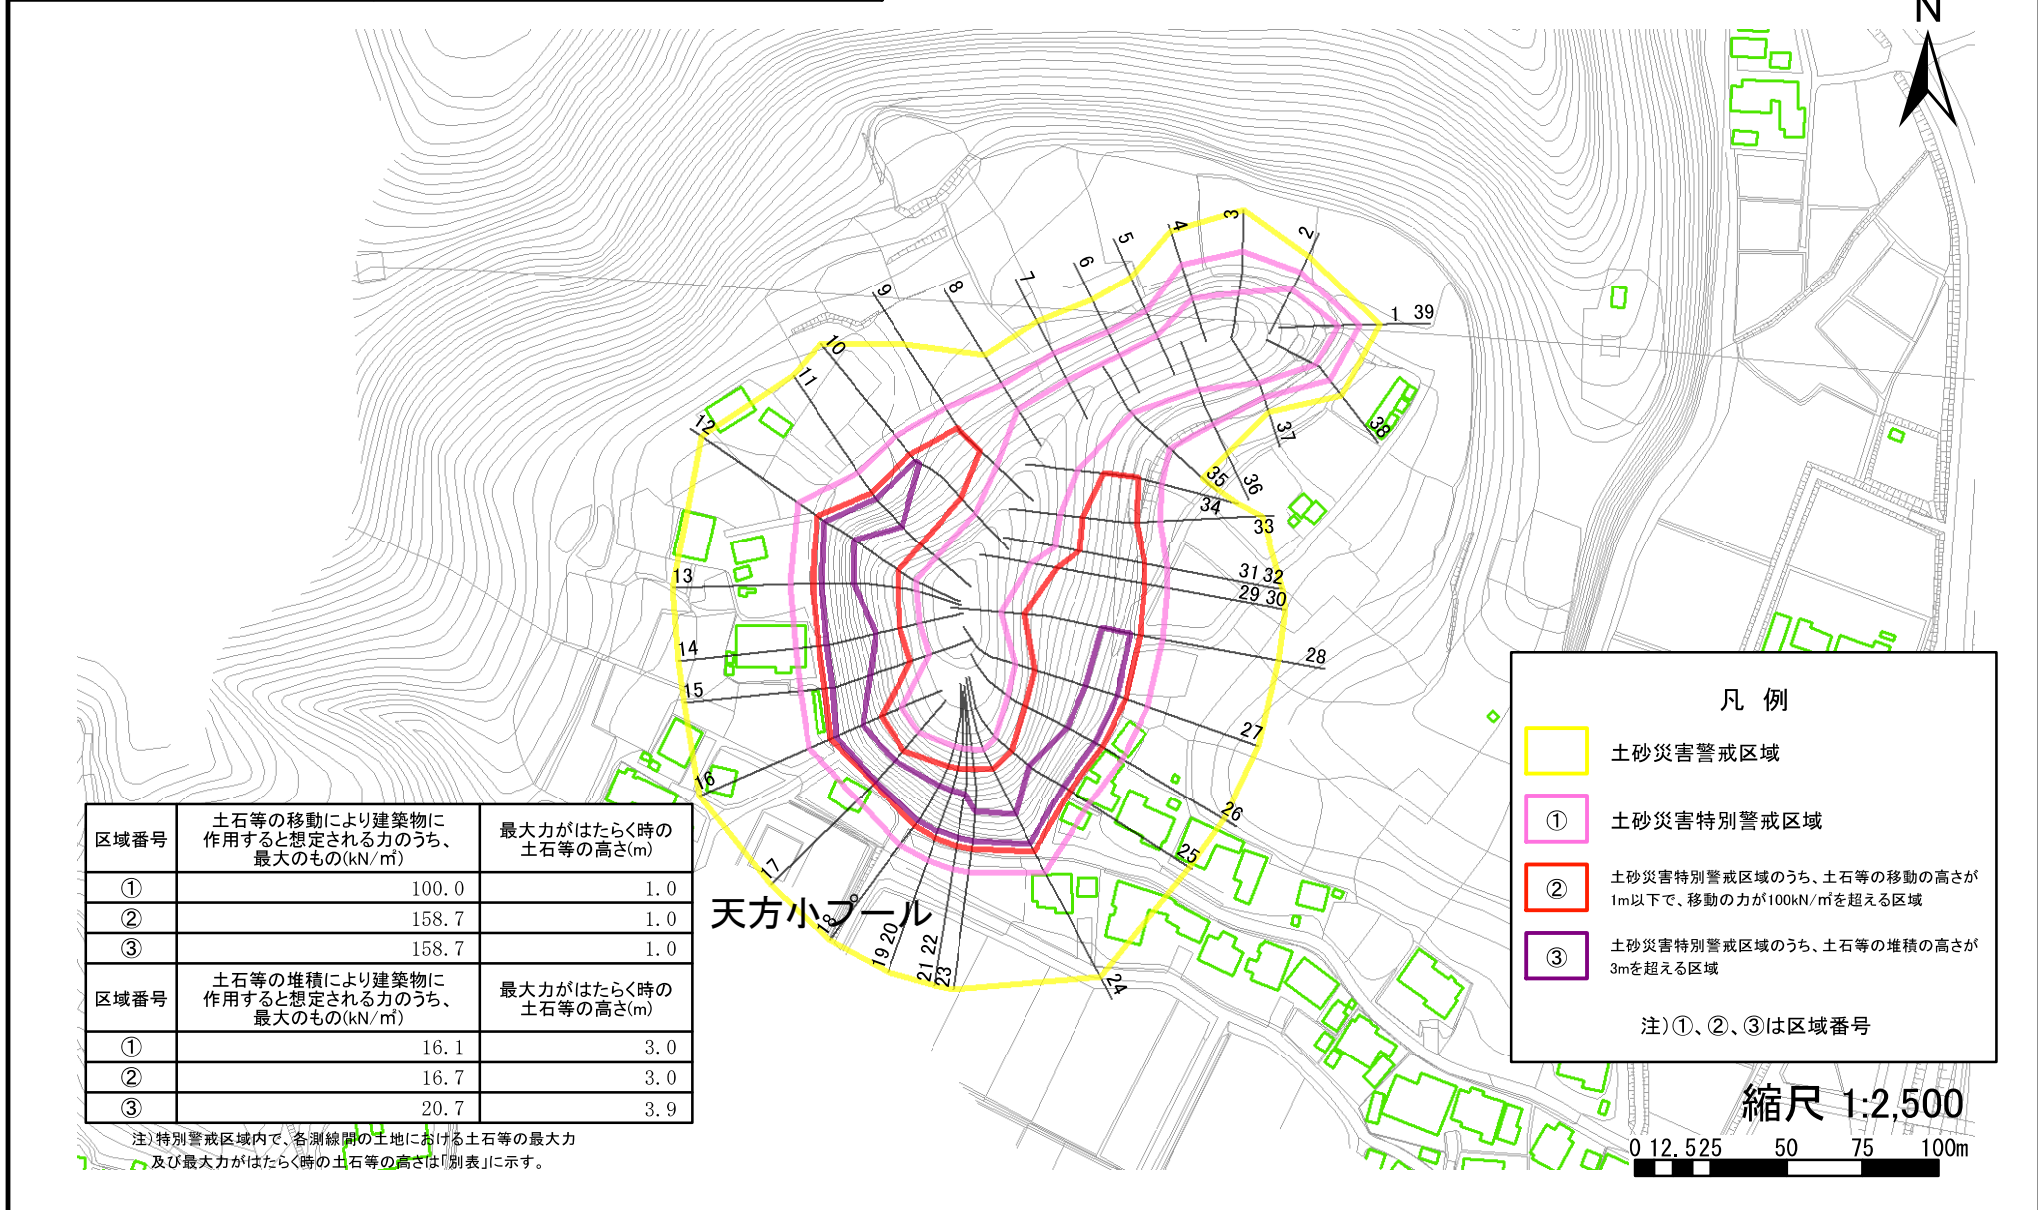 N
3
4
2
5
6
7
9
8
1 39
10
11
12
37
38
35
36
34
33
13
31 32
29 30
14
28
15
27
16
26
25
17
天方小プール
18
19 20
21 22
23
24
区域番号
土石等の移動により建築物に
作用すると想定される力のうち、
最大のもの(kN/㎡)
最大力がはたらく時の
土石等の高さ(m)
① 100.0 1.0
② 158.7 1.0
③ 158.7 1.0
区域番号
土石等の堆積により建築物に
作用すると想定される力のうち、
最大のもの(kN/㎡)
最大力がはたらく時の
土石等の高さ(m)
① 16.1 3.0
② 16.7 3.0
③ 20.7 3.9
注)特別警戒区域内で、各測線間の土地における土石等の最大力
及び最大力がはたらく時の土石等の高さは「別表」に示す。
凡 例
土砂災害警戒区域
① 土砂災害特別警戒区域
② 土砂災害特別警戒区域のうち、土石等の移動の高さが
1m以下で、移動の力が100kN/㎡を超える区域
③ 土砂災害特別警戒区域のうち、土石等の堆積の高さが
3mを超える区域
注)①、②、③は区域番号
縮尺 1:2,500
0 12.5 25 50 75 100m